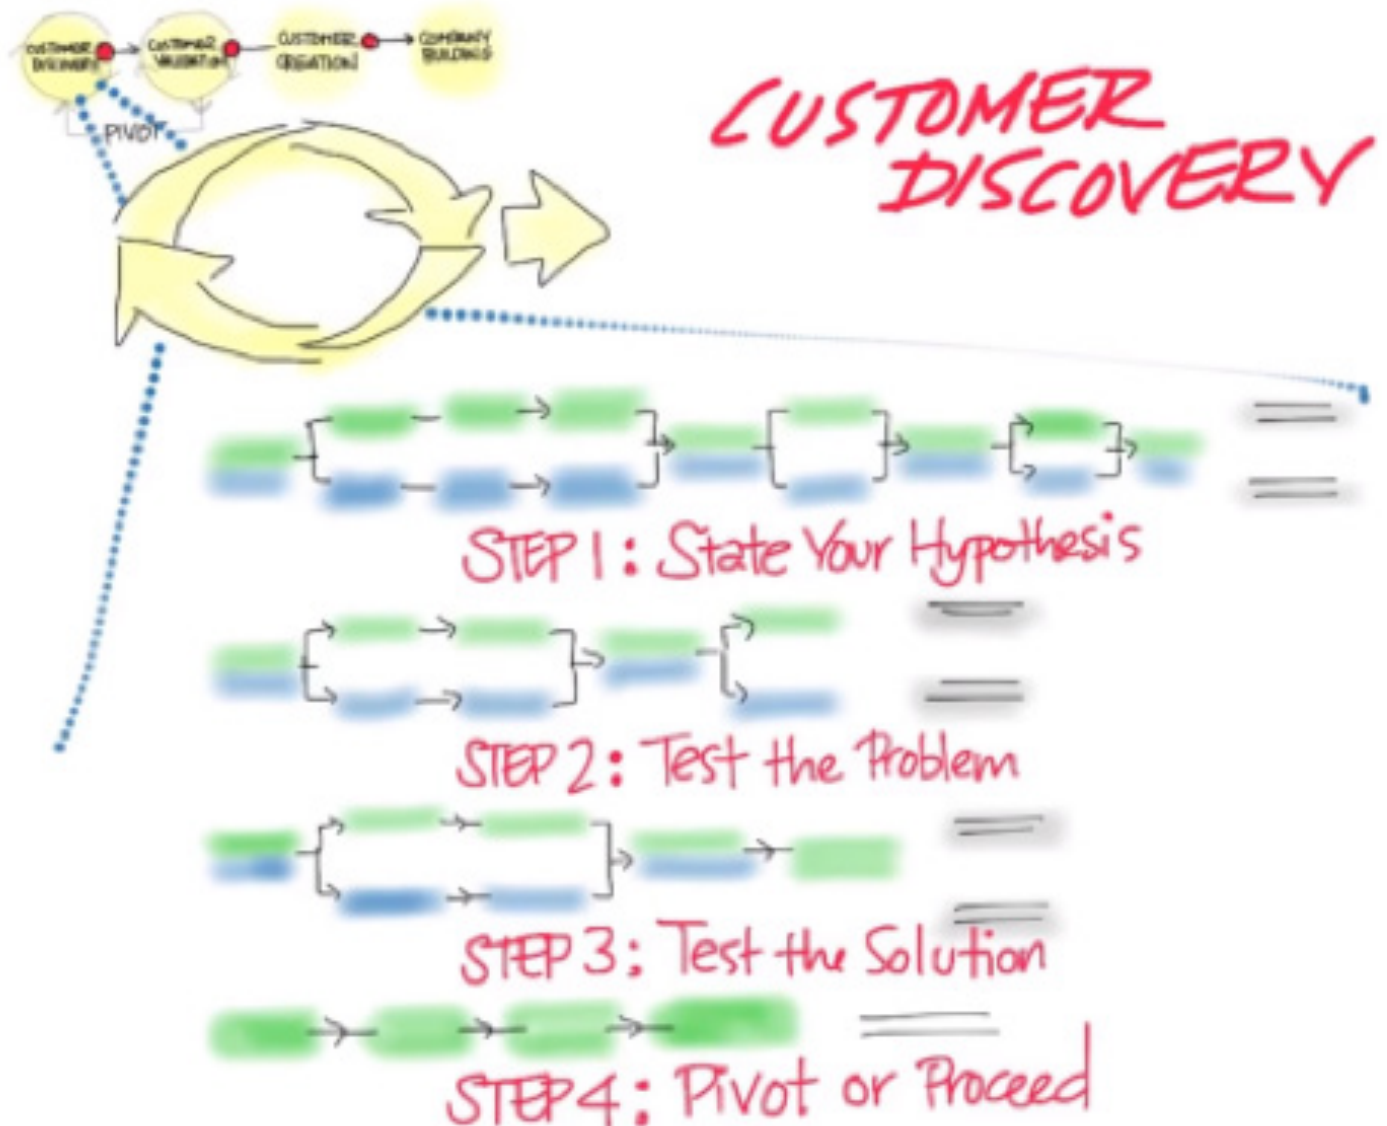 CUSTOMER
DISCOVERY
CUSTOMER
VALIDATION
CUSTOMER
CREATION
COMPANY
BUILDING
PIVOT
CUSTOMER
DISCOVERY
STEP 1: State Your Hypothesis
STEP 2: Test the Problem
STEP 3: Test the Solution
STEP 4: Pivot or Proceed